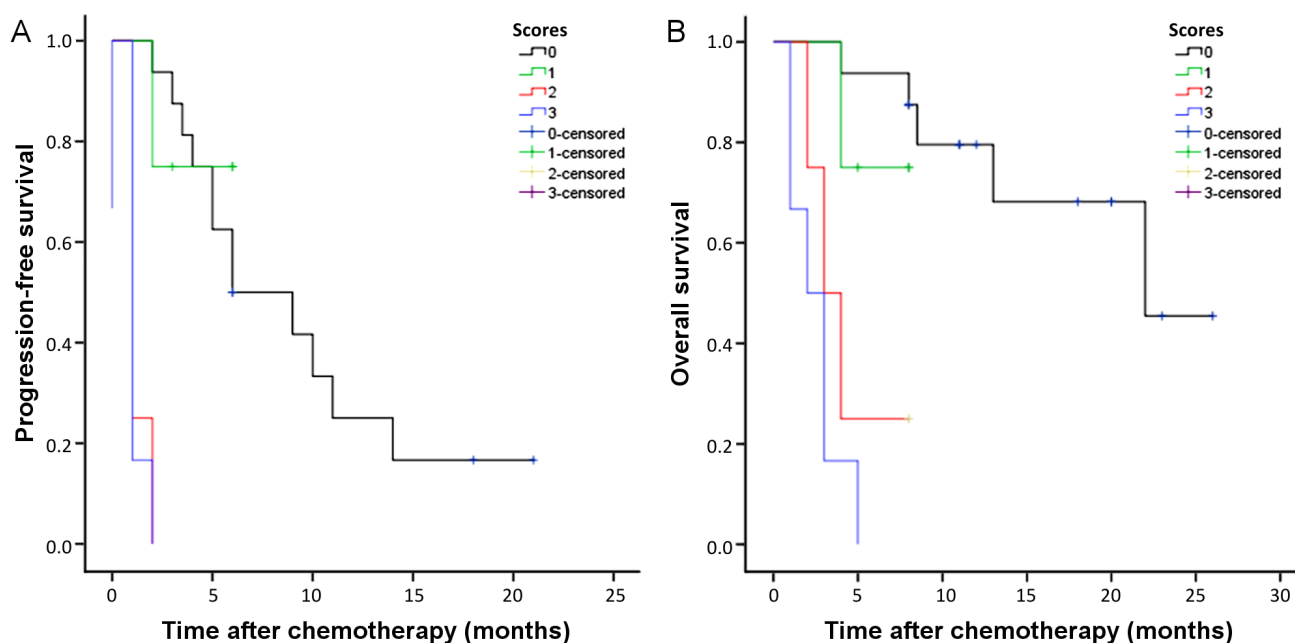 A
Progression-free survival
1.0
0.8
0.6
0.4
0.2
0.0
0 5 10 15 20 25
Time after chemotherapy (months)
Scores
0
1
2
3
0-censored
1-censored
2-censored
3-censored
B
Overall survival
1.0
0.8
0.6
0.4
0.2
0.0
0 5 10 15 20 25 30
Time after chemotherapy (months)
Scores
0
1
2
3
0-censored
1-censored
2-censored
3-censored